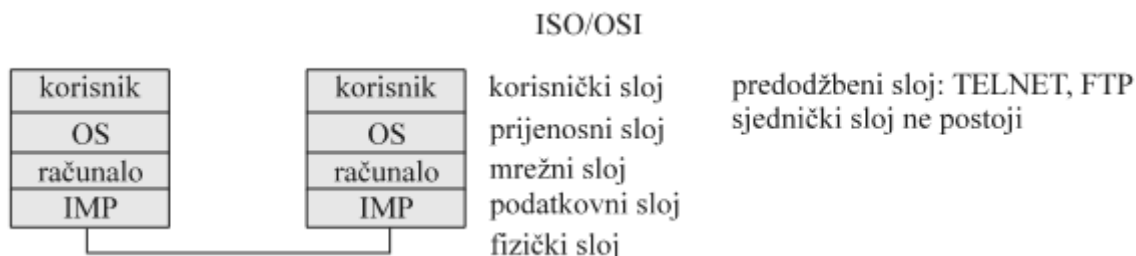 ISO/OSI
korisnik korisnik korisnički sloj predodžbeni sloj: TELNET, FTP
OS OS prijenosni sloj sjednički sloj ne postoji
računalo računalo mrežni sloj
IMP IMP podatkovni sloj
fizički sloj